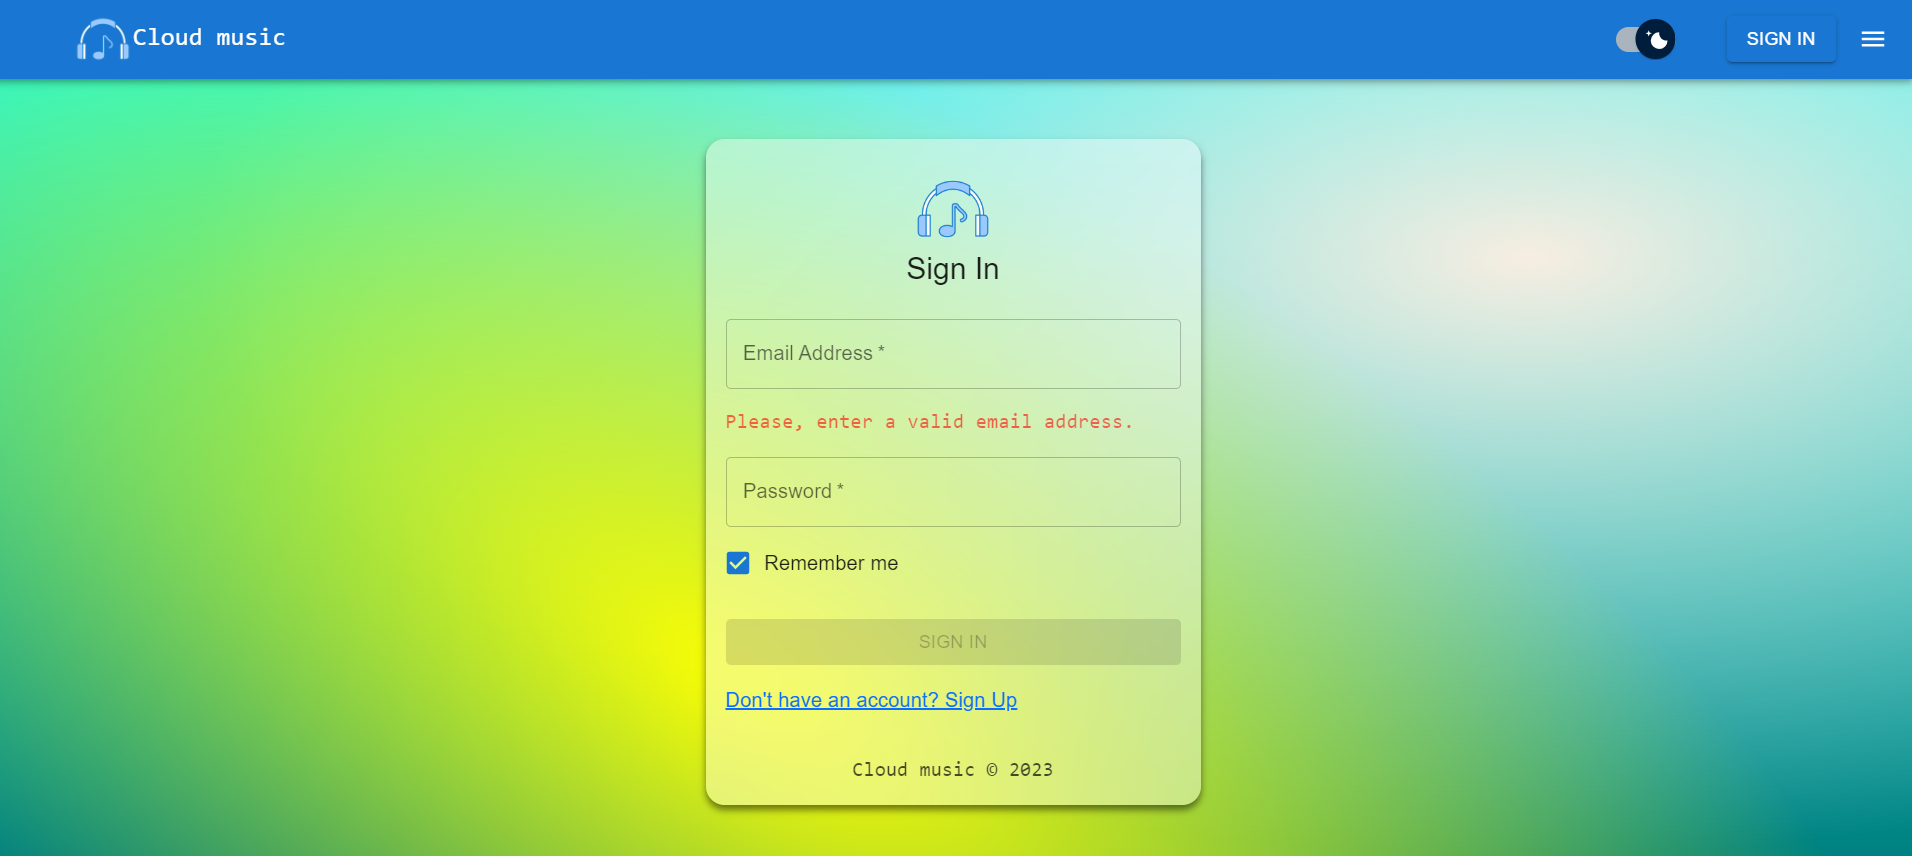 Cloud music
SIGN IN
Sign In
Email Address *
Please, enter a valid email address.
Password *
Remember me
SIGN IN
Don't have an account? Sign Up
Cloud music © 2023